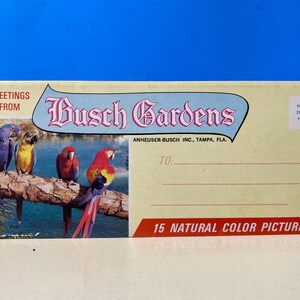 EETINGS
FROM
Busch Gardens
ANHEUSER-BUSCH INC., TAMPA, FLA.
TO:
15 NATURAL COLOR PICTUR